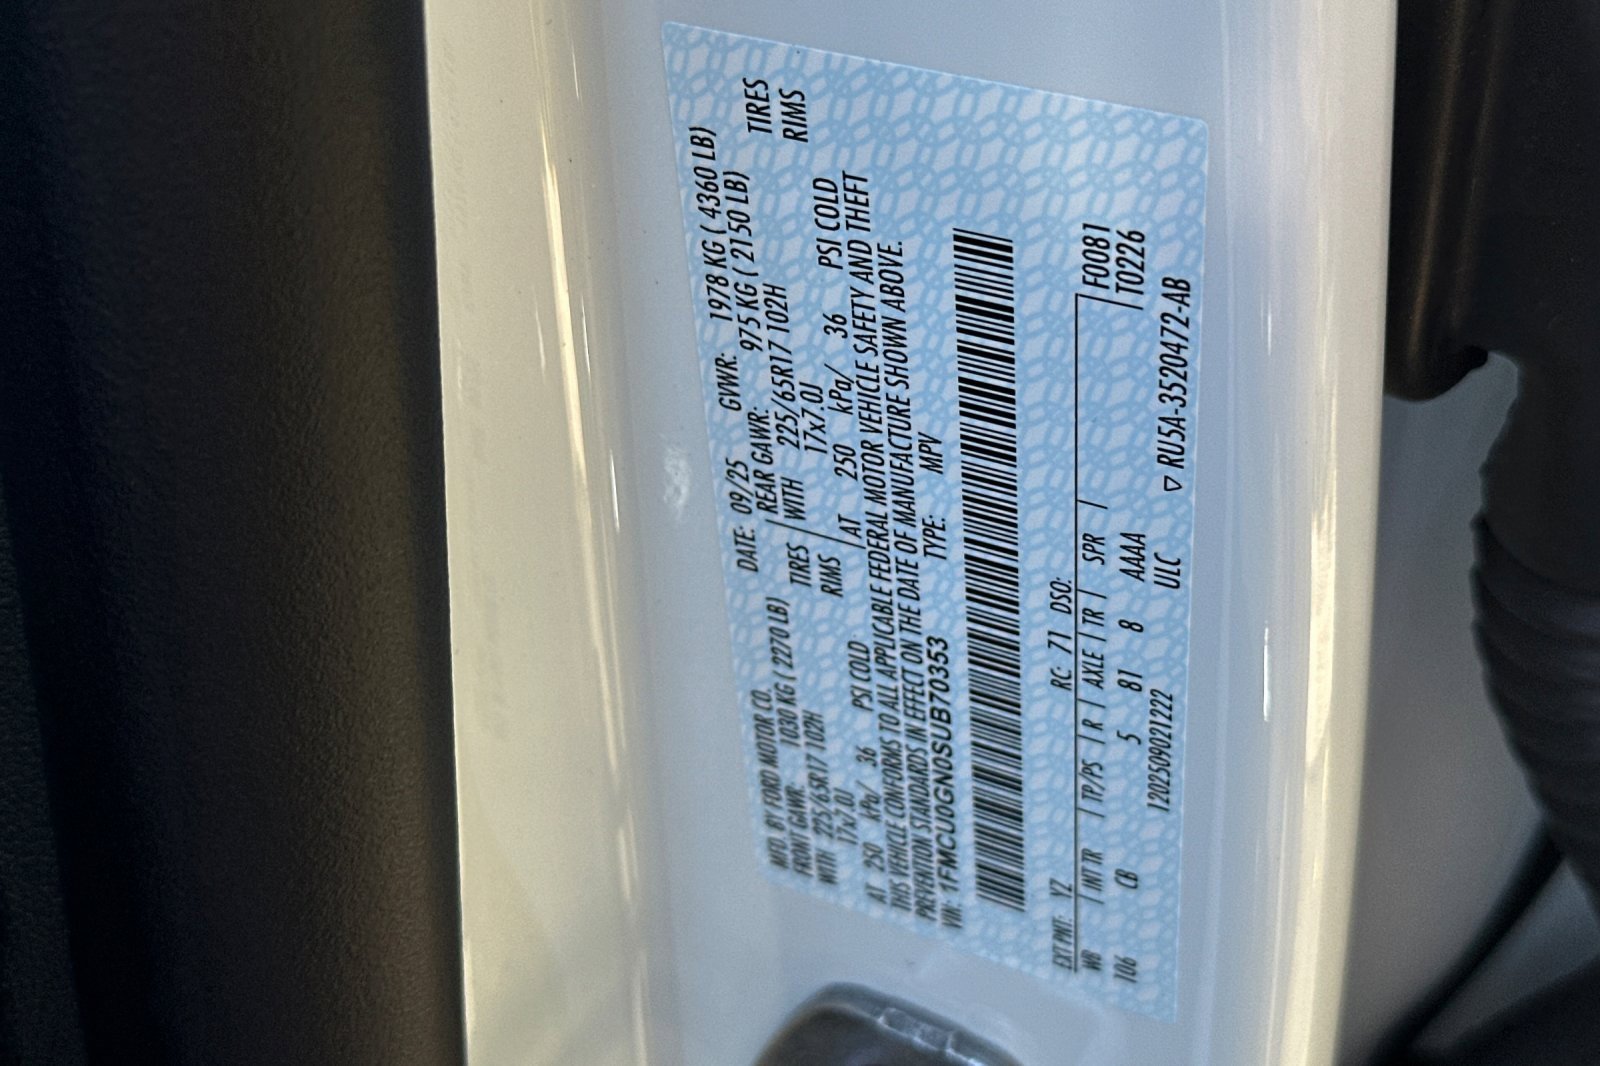 MFD. BY FORD MOTOR CO. DATE: 09/25 GVWR: 1978 KG ( 4360 LB)
FRONT GAWR: 1030 KG ( 2270 LB) REAR GAWR: 975 KG ( 2150 LB)
WITH 225/65R17 102H TIRES WITH 225/65R17 102H TIRES
17x7.0J RIMS 17x7.0J RIMS
AT 250 kPa/ 36 PSI COLD AT 250 kPa/ 36 PSI COLD
THIS VEHICLE CONFORMS TO ALL APPLICABLE FEDERAL MOTOR VEHICLE SAFETY AND THEFT
PREVENTION STANDARDS IN EFFECT ON THE DATE OF MANUFACTURE SHOWN ABOVE.
VIN: 1FMCU0GN0SUB70353 TYPE: MPV
EXT PNT: YZ RC: 71 DSO: F0081
WB | INT TR | TP/PS | R | AXLE | TR | SPR | T0226
106 CB 5 81 8 AAAA
1202509021222 ULC ▽ RU5A-3520472-AB